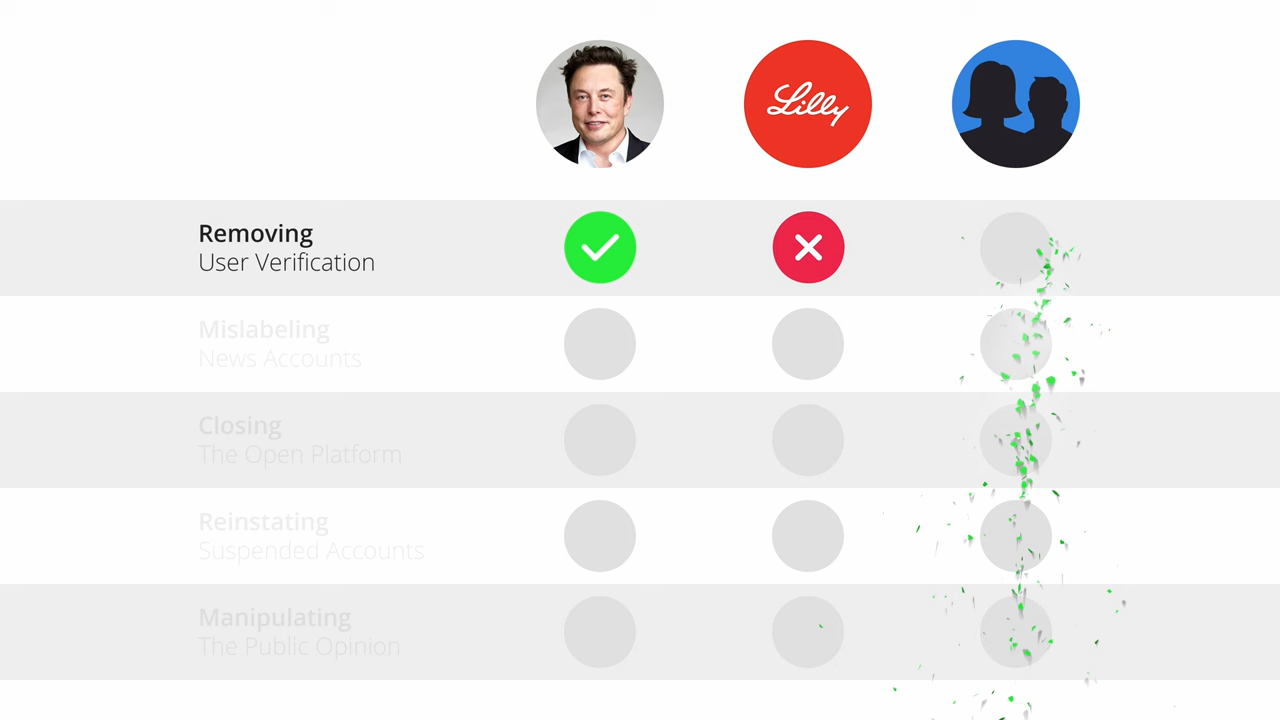 Lilly
Removing
User Verification
Mislabeling
News Accounts
Closing
The Open Platform
Reinstating
Suspended Accounts
Manipulating
The Public Opinion